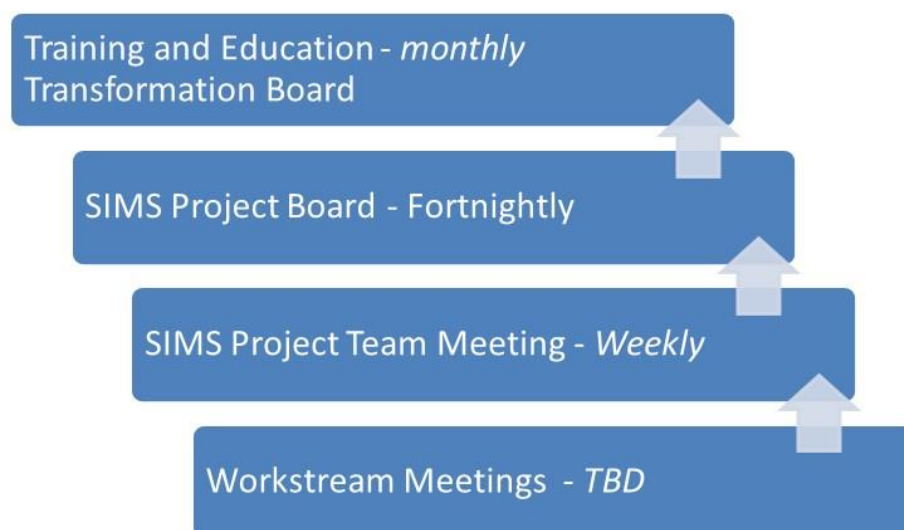 Training and Education - monthly
Transformation Board
SIMS Project Board - Fortnightly
SIMS Project Team Meeting - Weekly
Workstream Meetings - TBD